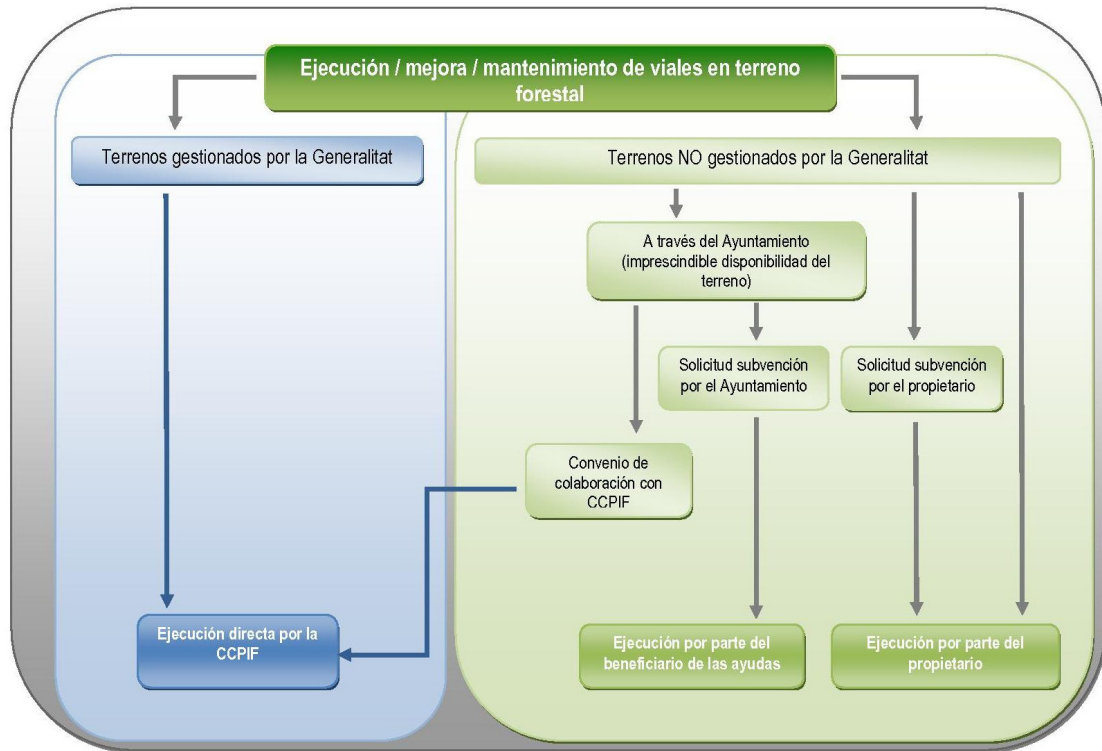 Ejecución / mejora / mantenimiento de viales en terreno
forestal
Terrenos gestionados por la Generalitat
Terrenos NO gestionados por la Generalitat
A través del Ayuntamiento
(imprescindible disponibilidad del
terreno)
Solicitud subvención
por el Ayuntamiento
Solicitud subvención
por el propietario
Convenio de
colaboración con
CCPIF
Ejecución directa por la
CCPIF
Ejecución por parte del
beneficiario de las ayudas
Ejecución por parte del
propietario